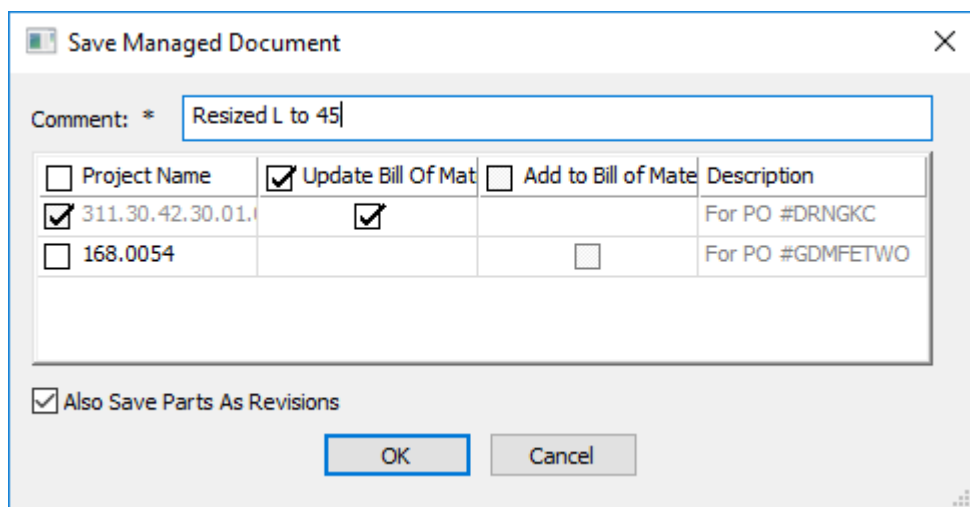 Save Managed Document
Comment: * Resized L to 45
Project Name Update Bill Of Mat Add to Bill of Mate Description
311.30.42.30.01. For PO #DRNGKC
168.0054 For PO #GDMFETWO
Also Save Parts As Revisions
OK Cancel